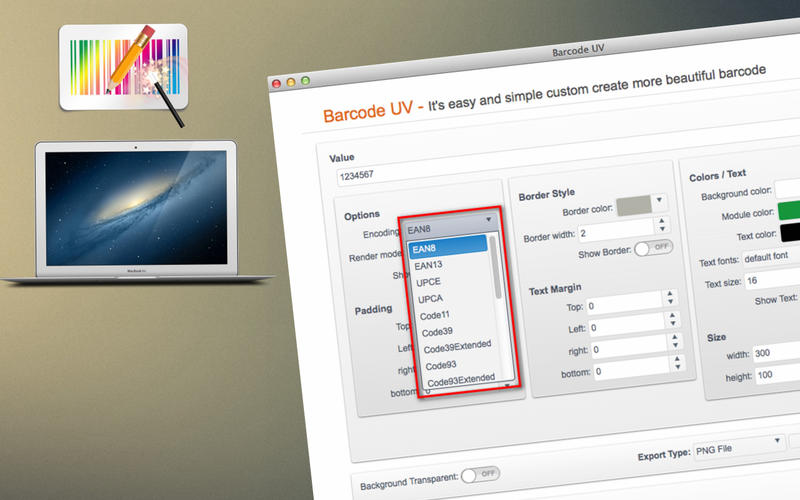 Barcode UV
Barcode UV - It's easy and simple custom create more beautiful barcode
Value
1234567
Options
Encoding
EAN8
Render mode
EAN8
EAN13
UPCE
UPCA
Code11
Code39
Code39Extended
Code93
Code93Extended
Padding
Top
Left
right
bottom:
Border Style
Border color:
Border width: 2
Show Border: OFF
Text Margin
Top: 0
Left: 0
right: 0
bottom: 0
Colors / Text
Background color:
Module color:
Text color:
Text fonts: default font
Text size: 16
Show Text:
Size
width: 300
height: 100
Background Transparent: OFF
Export Type: PNG File
MacBook Air